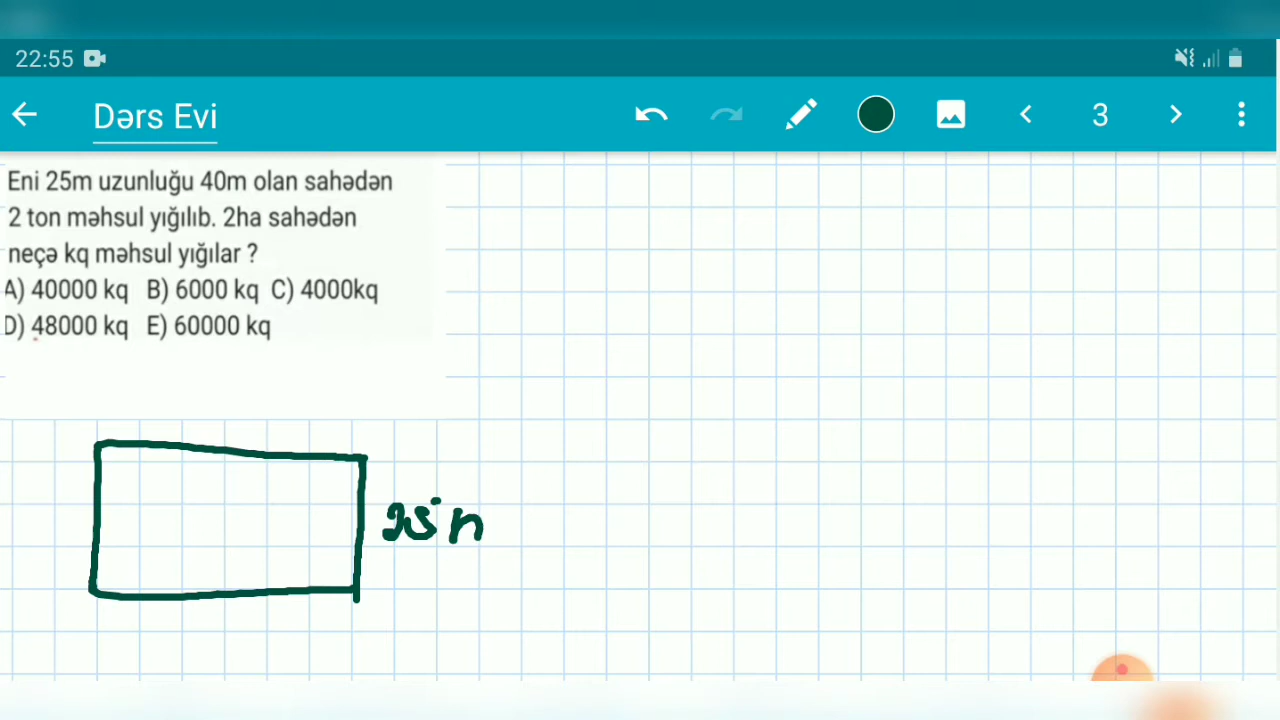 22:55
Dərs Evi
3
Eni 25m uzunluğu 40m olan sahədən
2 ton məhsul yığılıb. 2ha sahədən
neçə kq məhsul yığılar ?
A) 40000 kq B) 6000 kq C) 4000kq
D) 48000 kq E) 60000 kq
25 n